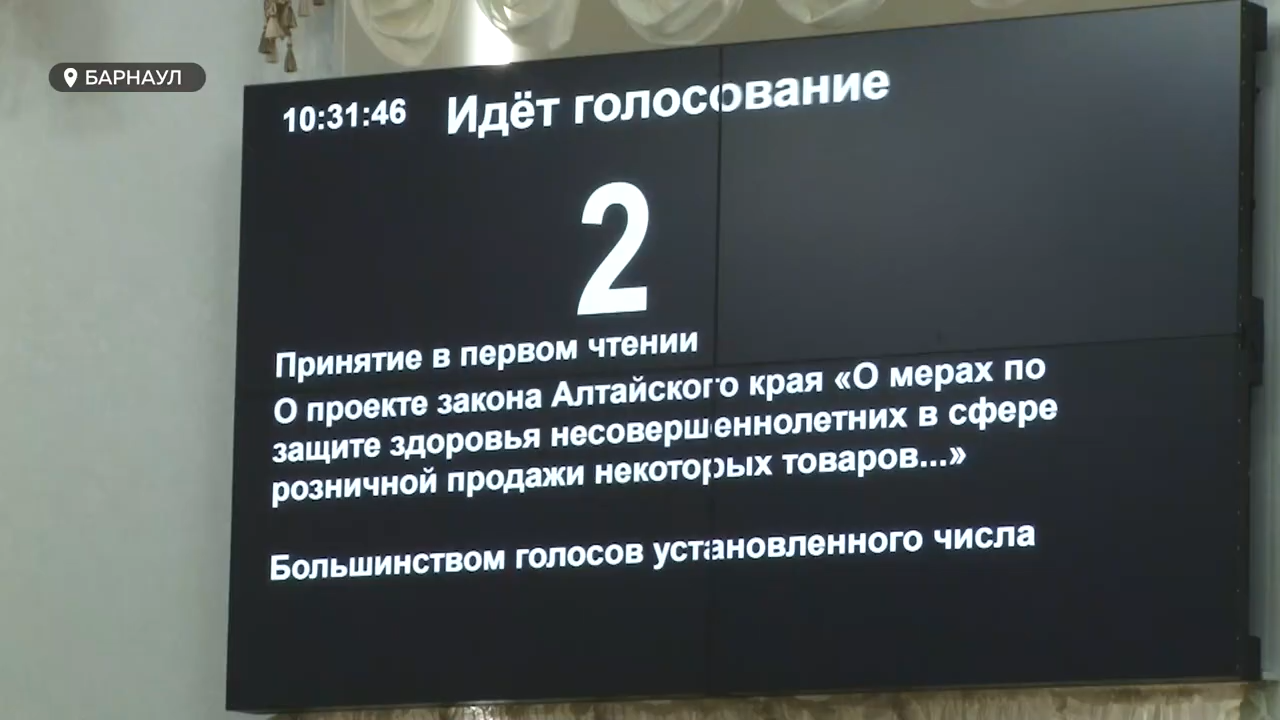 БАРНАУЛ
10:31:46 Идёт голосование
2
Принятие в первом чтении
О проекте закона Алтайского края «О мерах по
защите здоровья несовершеннолетних в сфере
розничной продажи некоторых товаров...»
Большинством голосов установленного числа